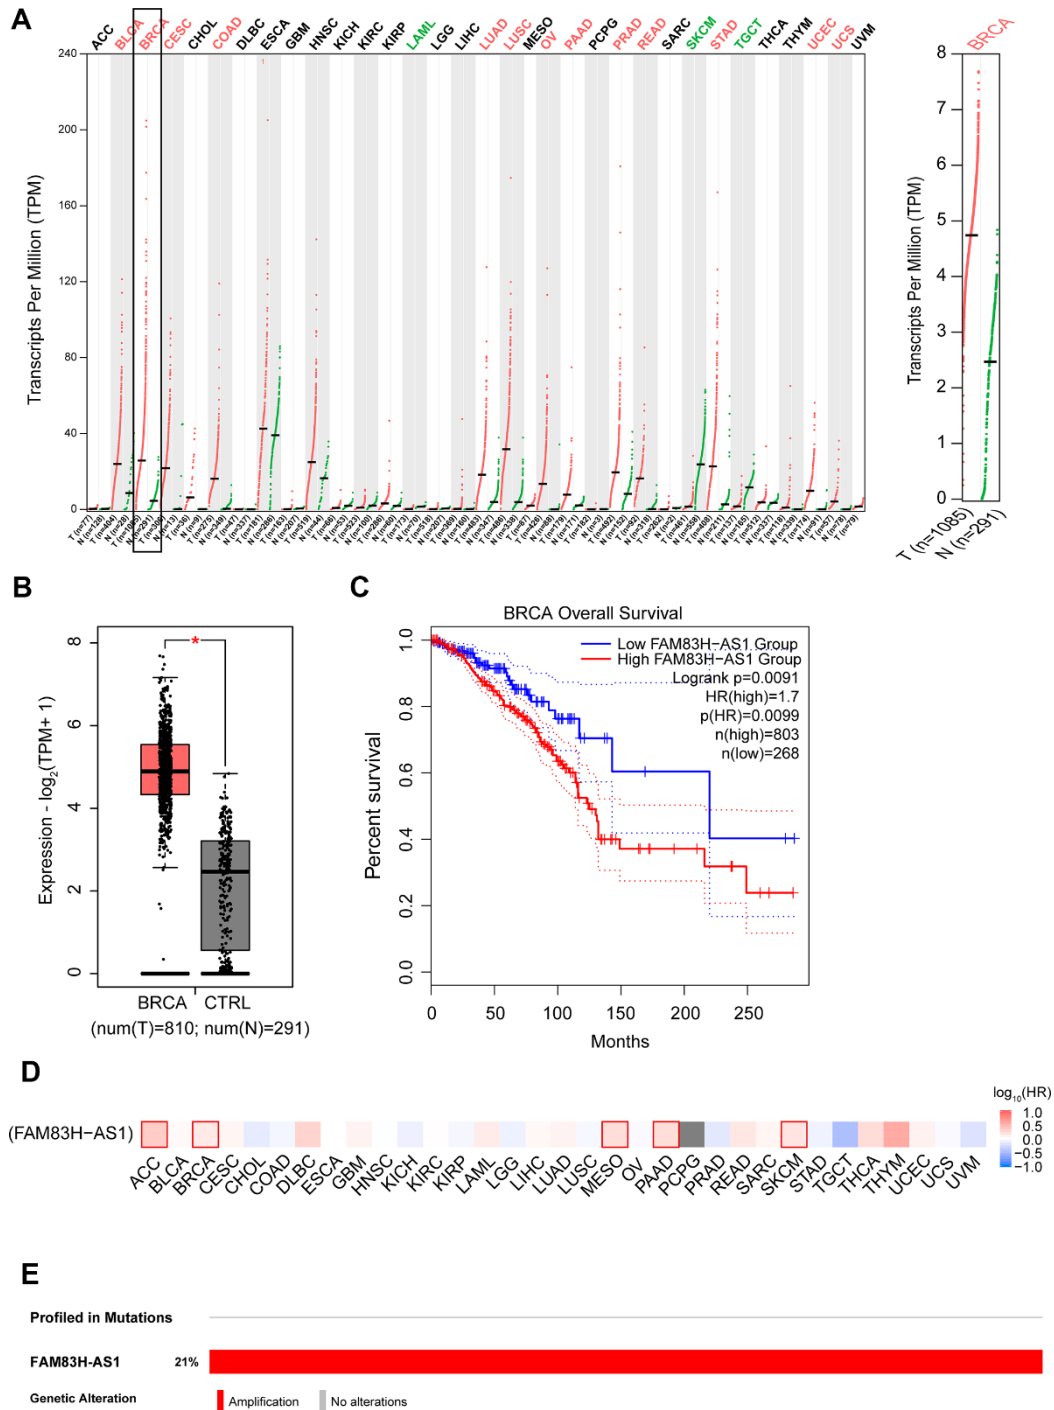 A
ACC BLCA BRCA CESC CHOL COAD DLBC ESCA GBM HNSC KICH KIRC KIRP LAML LGG LIHC LUAD LUSC MESO OV PAAD PCPG PRAD READ SARC SKCM STAD TGCT THCA THYM UCEC UCS UVM
BRCA
Transcripts Per Million (TPM)
240
200
160
120
80
40
0
Transcripts Per Million (TPM)
8
7
6
5
4
3
2
1
0
T (n=1085)
N (n=291)
B
Expression - log2(TPM+ 1)
8
6
4
2
0
*
BRCA CTRL
(num(T)=810; num(N)=291)
C
BRCA Overall Survival
Low FAM83H-AS1 Group
High FAM83H-AS1 Group
Logrank p=0.0091
HR(high)=1.7
p(HR)=0.0099
n(high)=803
n(low)=268
Percent survival
1.0
0.8
0.6
0.4
0.2
0.0
0 50 100 150 200 250
Months
D
log10(HR)
1.0
0.5
0.0
-0.5
-1.0
(FAM83H-AS1)
ACC BLCA BRCA CESC CHOL COAD DLBC ESCA GBM HNSC KICH KIRC KIRP LAML LGG LIHC LUAD LUSC MESO OV PAAD PCPG PRAD READ SARC SKCM STAD TGCT THCA THYM UCEC UCS UVM
E
Profiled in Mutations
FAM83H-AS1 21%
Genetic Alteration Amplification No alterations